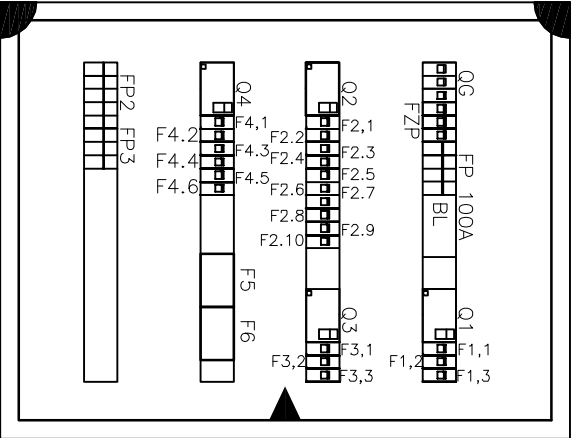 FP2
FP3
Q4
F4,1
F4.2
F4.3
F4.4
F4.5
F4.6
F5
F6
Q2
F2,1
F2.2
F2.3
F2.4
F2.5
F2.6
F2.7
F2.8
F2.9
F2.10
Q3
F3,1
F3,2
F3,3
QG
FZP
FP 100A
BL
Q1
F1,1
F1,2
F1,3